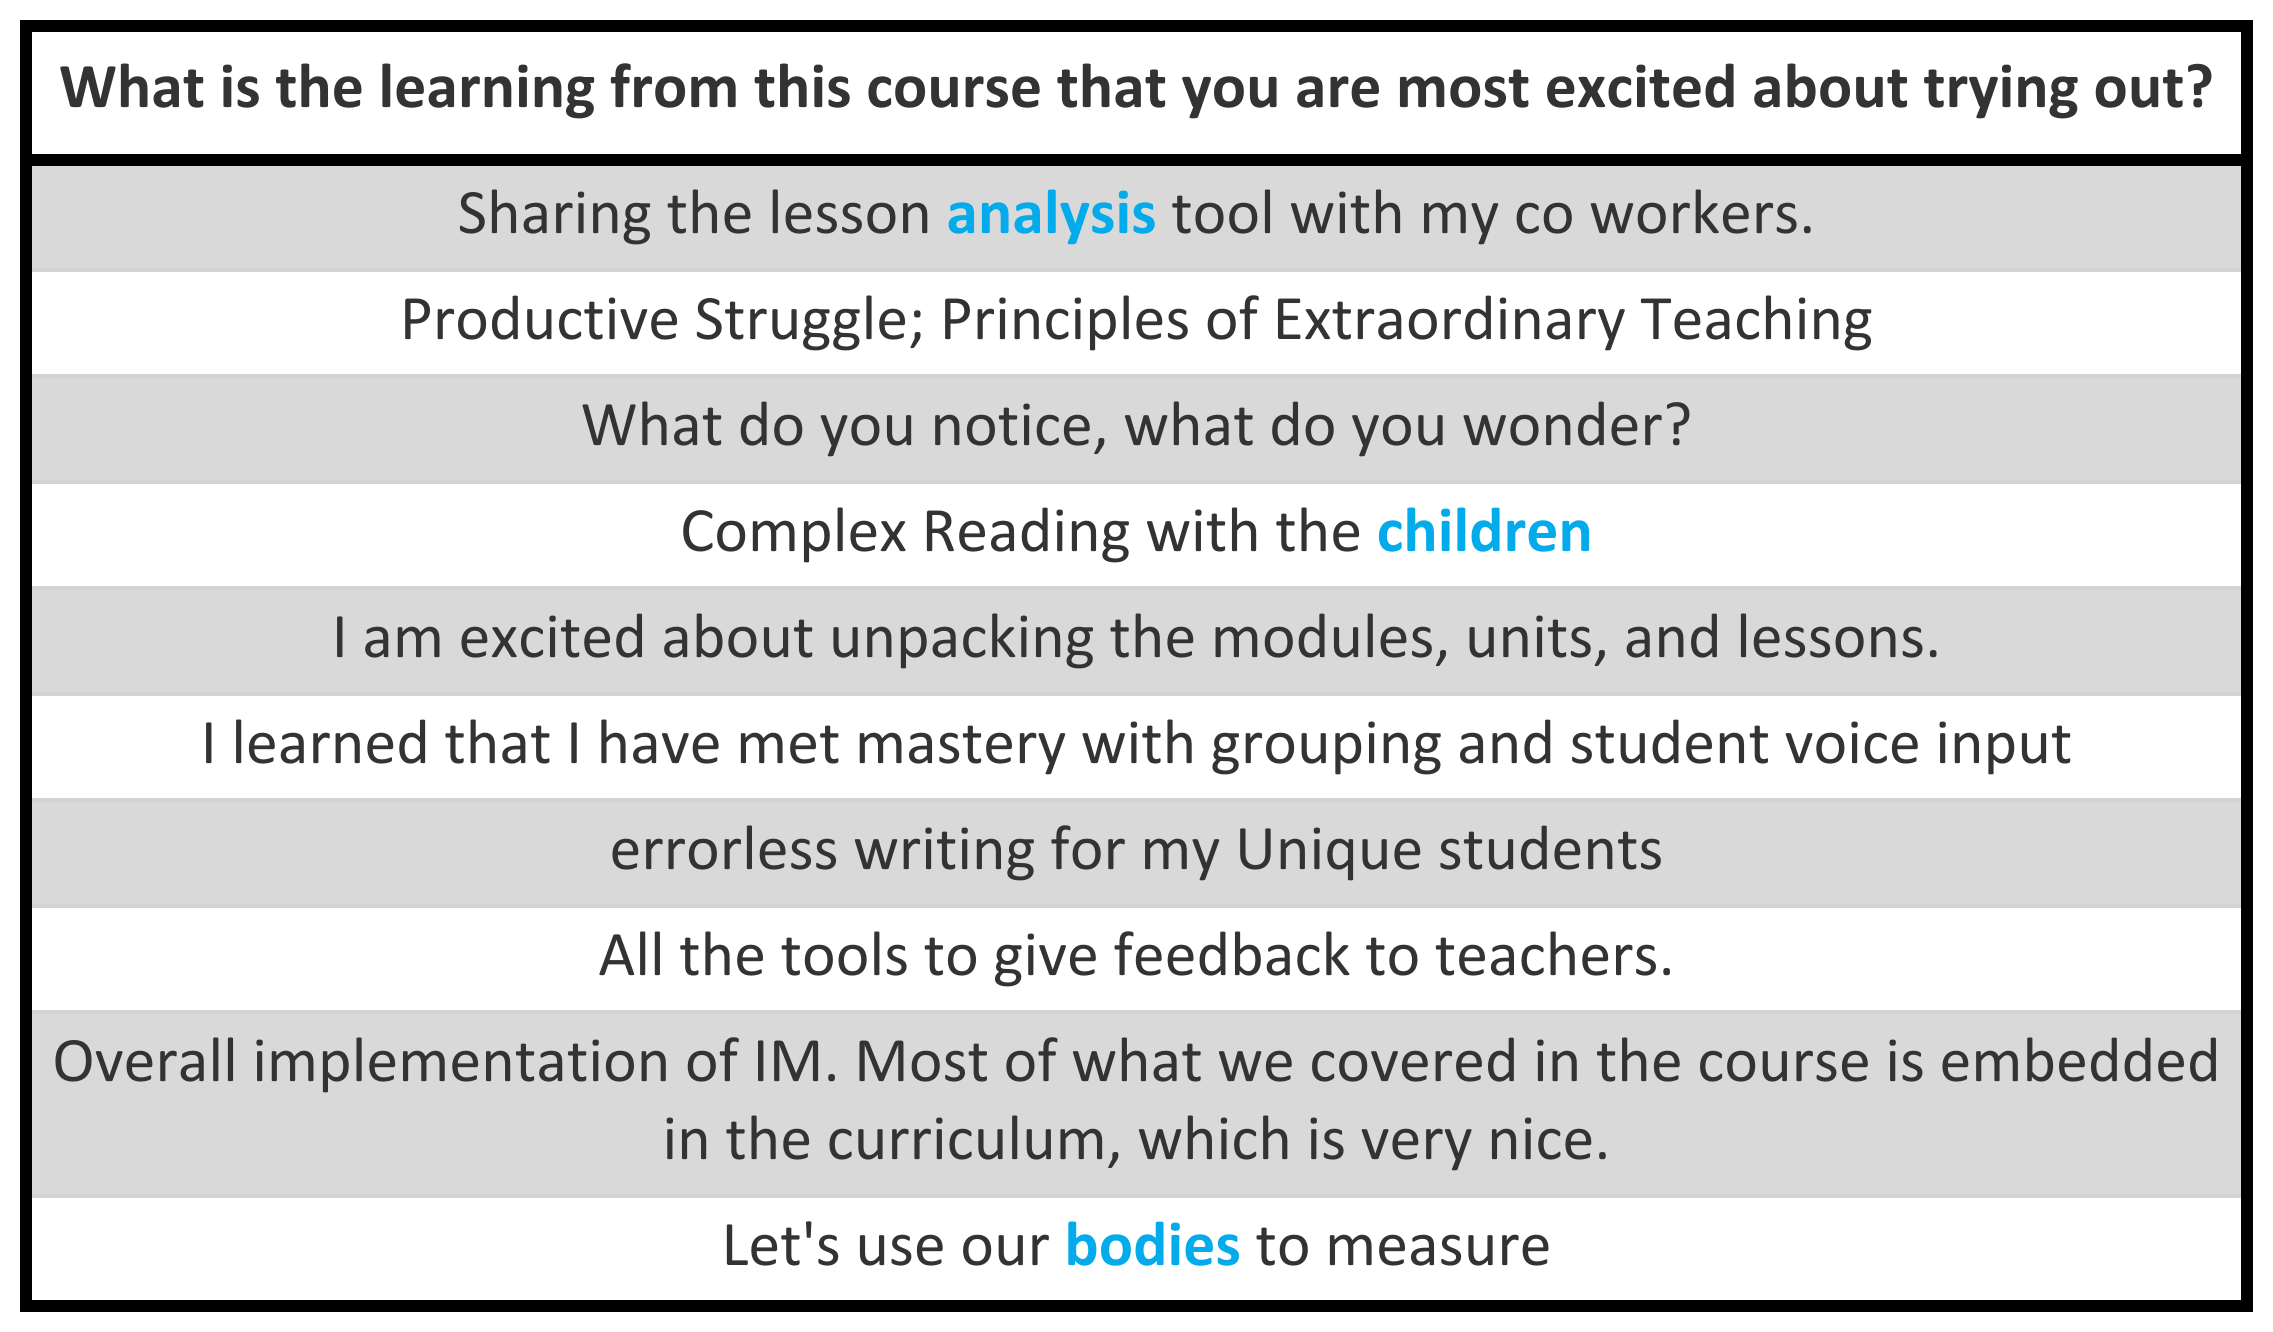 What is the learning from this course that you are most excited about trying out?
Sharing the lesson analysis tool with my co workers.
Productive Struggle; Principles of Extraordinary Teaching
What do you notice, what do you wonder?
Complex Reading with the children
I am excited about unpacking the modules, units, and lessons.
I learned that I have met mastery with grouping and student voice input
errorless writing for my Unique students
All the tools to give feedback to teachers.
Overall implementation of IM. Most of what we covered in the course is embedded
in the curriculum, which is very nice.
Let's use our bodies to measure